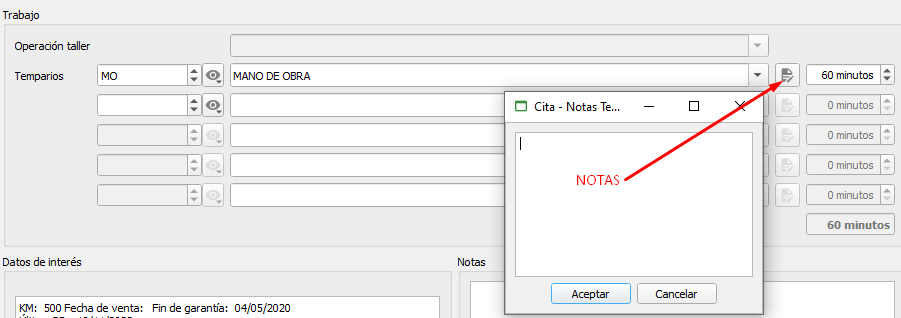 Trabajo
Operación taller
Temparios MO MANO DE OBRA 60 minutos
Cita - Notas Te...
0 minutos
0 minutos
NOTAS
0 minutos
0 minutos
60 minutos
Datos de interés Notas
Aceptar Cancelar
KM: 500 Fecha de venta: Fin de garantía: 04/05/2020